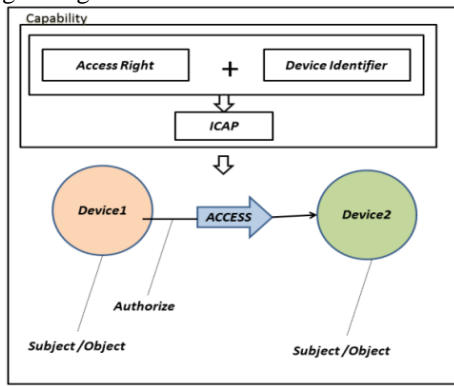 Capability
Access Right + Device Identifier
ICAP
Device1 ACCESS Device2
Authorize
Subject /Object
Subject /Object